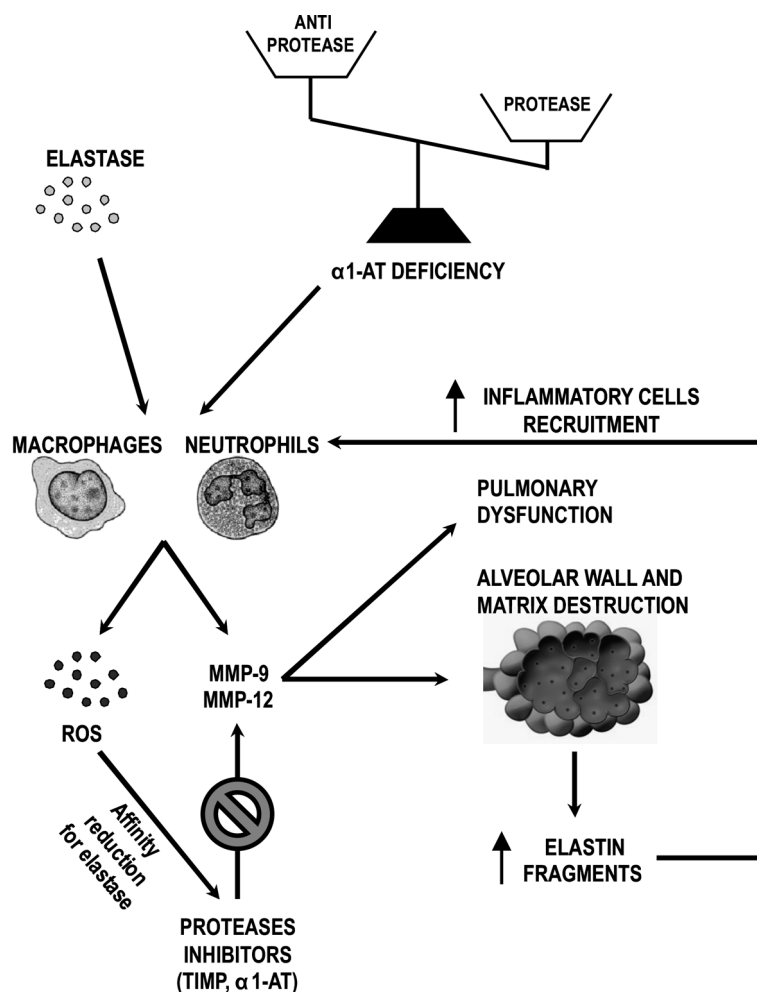 ANTI
PROTEASE
PROTEASE
ELASTASE
α1-AT DEFICIENCY
INFLAMMATORY CELLS
RECRUITMENT
MACROPHAGES
NEUTROPHILS
PULMONARY
DYSFUNCTION
ALVEOLAR WALL AND
MATRIX DESTRUCTION
MMP-9
MMP-12
ROS
Affinity
reduction
for elastase
ELASTIN
FRAGMENTS
PROTEASES
INHIBITORS
(TIMP, α1-AT)